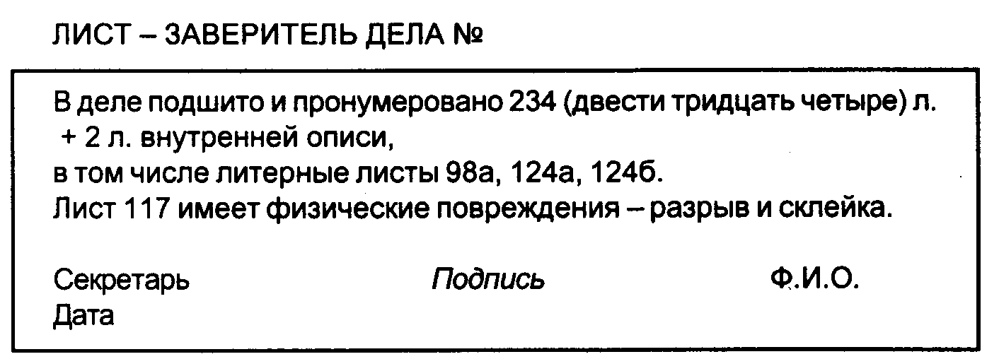 ЛИСТ – ЗАВЕРИТЕЛЬ ДЕЛА №
В деле подшито и пронумеровано 234 (двести тридцать четыре) л.
+ 2 л. внутренней описи,
в том числе литерные листы 98а, 124а, 124б.
Лист 117 имеет физические повреждения – разрыв и склейка.
Секретарь Подпись Ф.И.О.
Дата